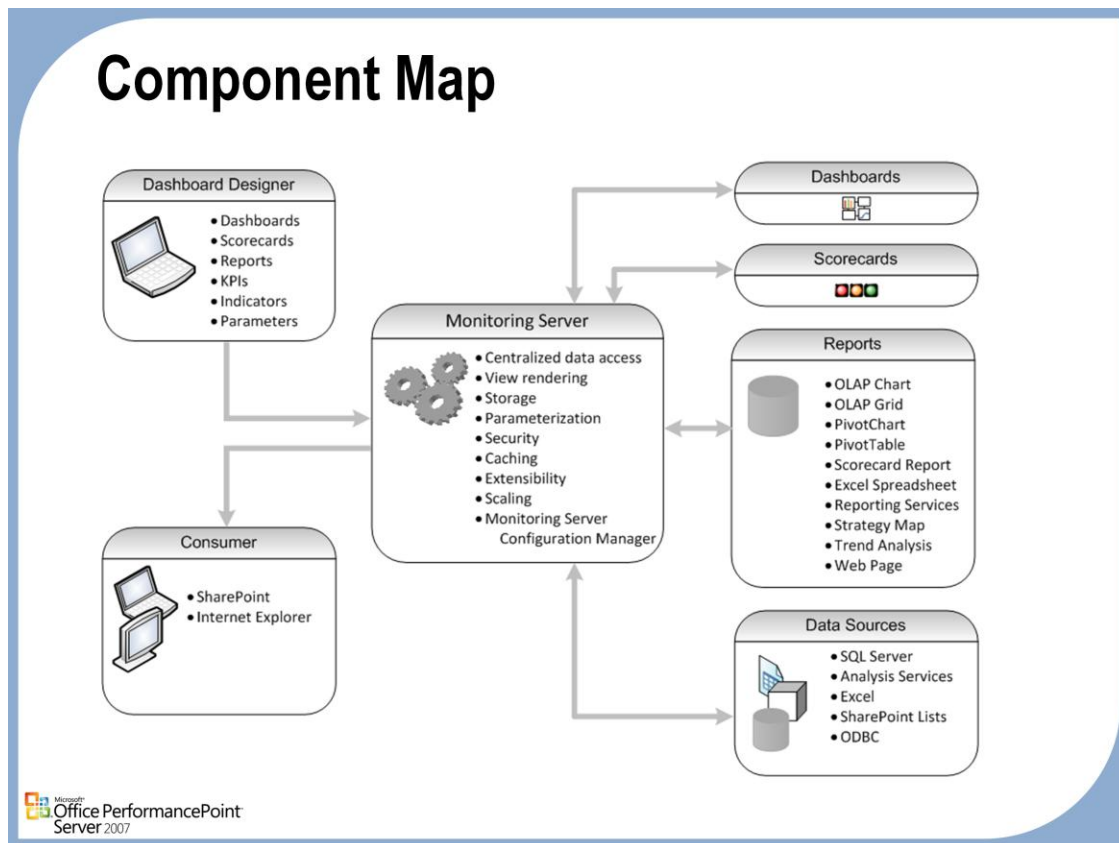 Component Map
Dashboard Designer
• Dashboards
• Scorecards
• Reports
• KPIs
• Indicators
• Parameters
Monitoring Server
• Centralized data access
• View rendering
• Storage
• Parameterization
• Security
• Caching
• Extensibility
• Scaling
• Monitoring Server
Configuration Manager
Consumer
• SharePoint
• Internet Explorer
Dashboards
Scorecards
Reports
• OLAP Chart
• OLAP Grid
• PivotChart
• PivotTable
• Scorecard Report
• Excel Spreadsheet
• Reporting Services
• Strategy Map
• Trend Analysis
• Web Page
Data Sources
• SQL Server
• Analysis Services
• Excel
• SharePoint Lists
• ODBC
Microsoft
Office PerformancePoint
Server 2007